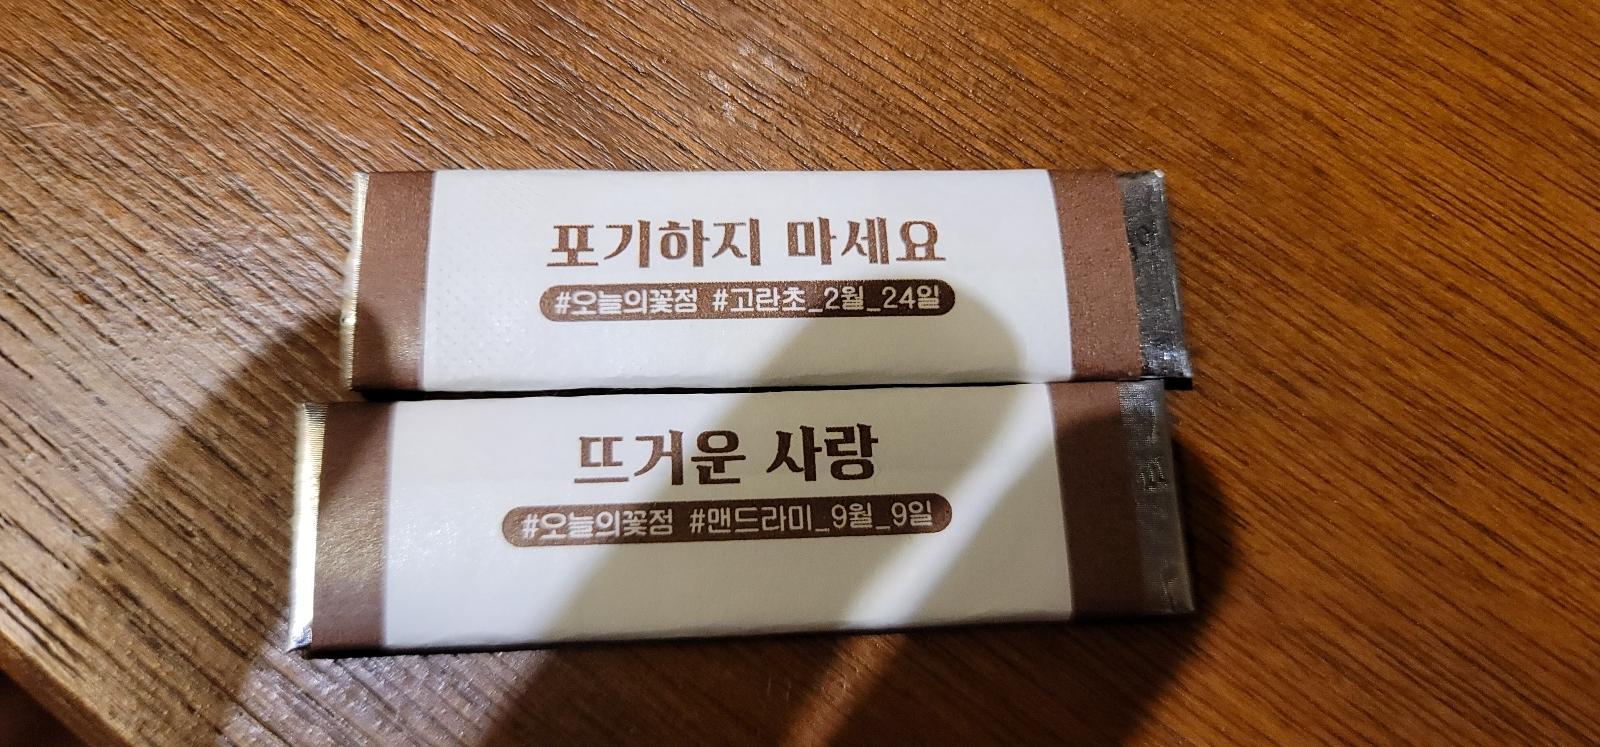 포기하지 마세요
#오늘의꽃점 #고란초_2월_24일
뜨거운 사랑
#오늘의꽃점 #맨드라미_9월_9일